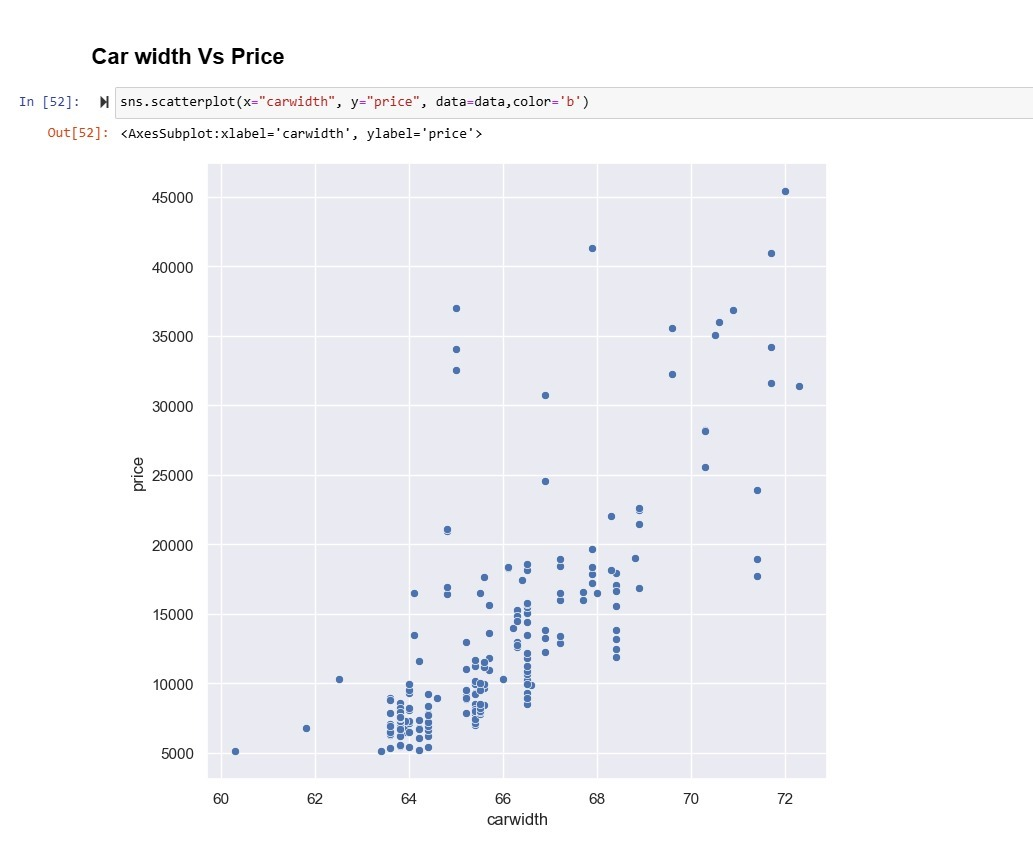 Car width Vs Price
In [52]: sns.scatterplot(x="carwidth", y="price", data=data,color='b')
Out[52]: <AxesSubplot:xlabel='carwidth', ylabel='price'>
45000
40000
35000
30000
25000
20000
15000
10000
5000
price
60 62 64 66 68 70 72
carwidth